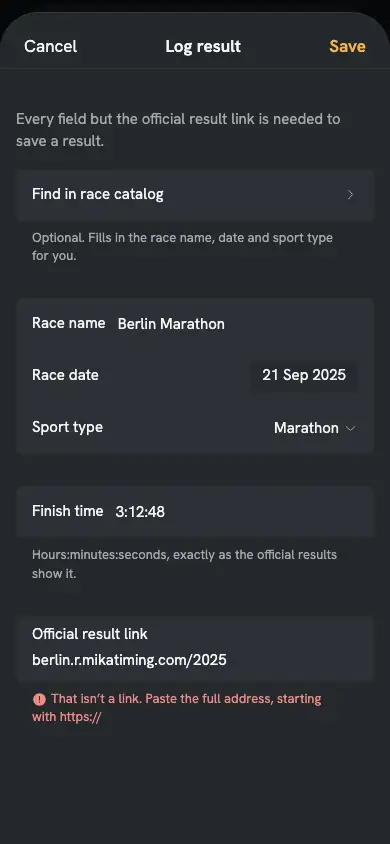 Cancel Log result Save
Every field but the official result link is needed to
save a result.
Find in race catalog
Optional. Fills in the race name, date and sport type
for you.
Race name Berlin Marathon
Race date 21 Sep 2025
Sport type Marathon
Finish time 3:12:48
Hours:minutes:seconds, exactly as the official results
show it.
Official result link
berlin.r.mikatiming.com/2025
That isn’t a link. Paste the full address, starting
with https://